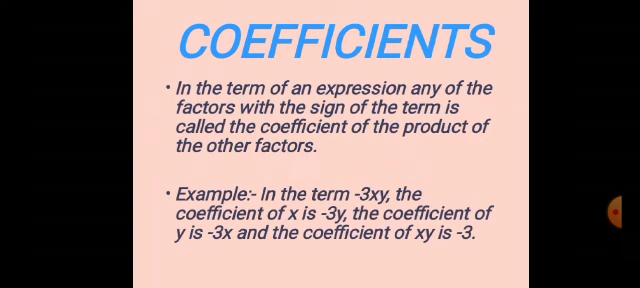 COEFFICIENTS
• In the term of an expression any of the
factors with the sign of the term is
called the coefficient of the product of
the other factors.
• Example:- In the term -3xy, the
coefficient of x is -3y, the coefficient of
y is -3x and the coefficient of xy is -3.